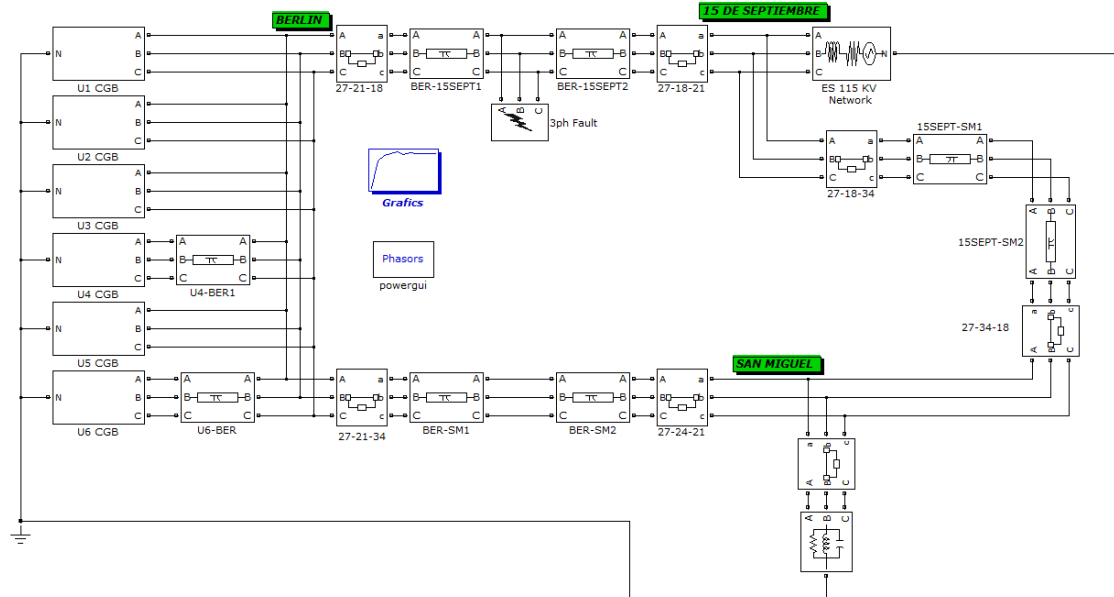 BERLIN
15 DE SEPTIEMBRE
N A B C
U1 CGB
A B C
U2 CGB
N A B C
U3 CGB
N A B C
U4 CGB
A B C A B C
U4-BER1
N A B C
U5 CGB
N A B C
U6 CGB
A B C A B C
U6-BER
A B C a b c
27-21-18
A B C A B C
BER-15SEPT1
A B C
3ph Fault
A B C A B C
BER-15SEPT2
A B C a b c
27-18-21
A B C N
ES 115 KV
Network
A B C a b c
27-18-34
15SEPT-SM1
A B C A B C
A B C
15SEPT-SM2
A B C
a b c
27-34-18
A B C
Grafics
Phasors
powergui
SAN MIGUEL
A B C a b c
27-21-34
A B C A B C
BER-SM1
A B C A B C
BER-SM2
A B C a b c
27-24-21
a b c
A B C
A B C